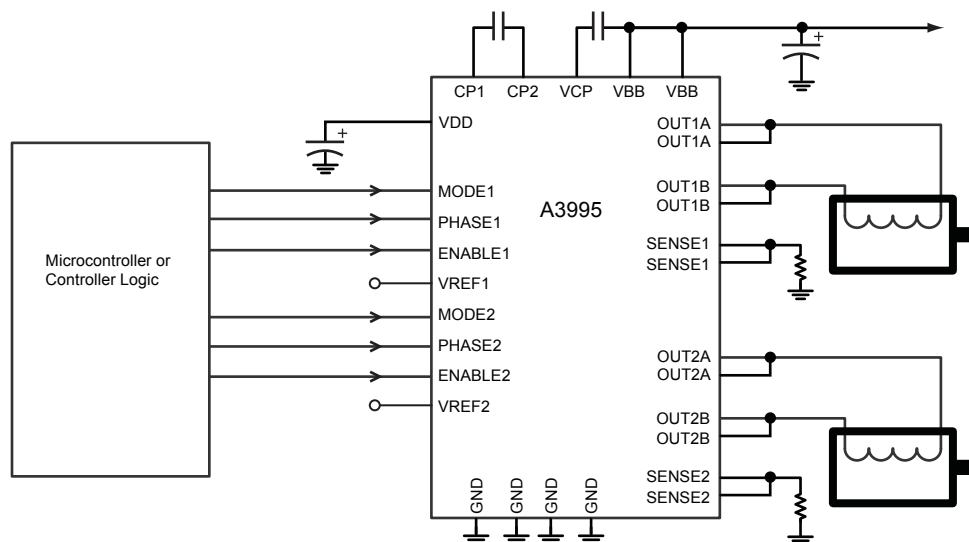 +
CP1 CP2 VCP VBB VBB
+
VDD
OUT1A
OUT1A
Microcontroller or
Controller Logic
MODE1
PHASE1
ENABLE1
VREF1
MODE2
PHASE2
ENABLE2
VREF2
A3995
OUT1B
OUT1B
SENSE1
SENSE1
OUT2A
OUT2A
OUT2B
OUT2B
SENSE2
SENSE2
GND GND GND GND